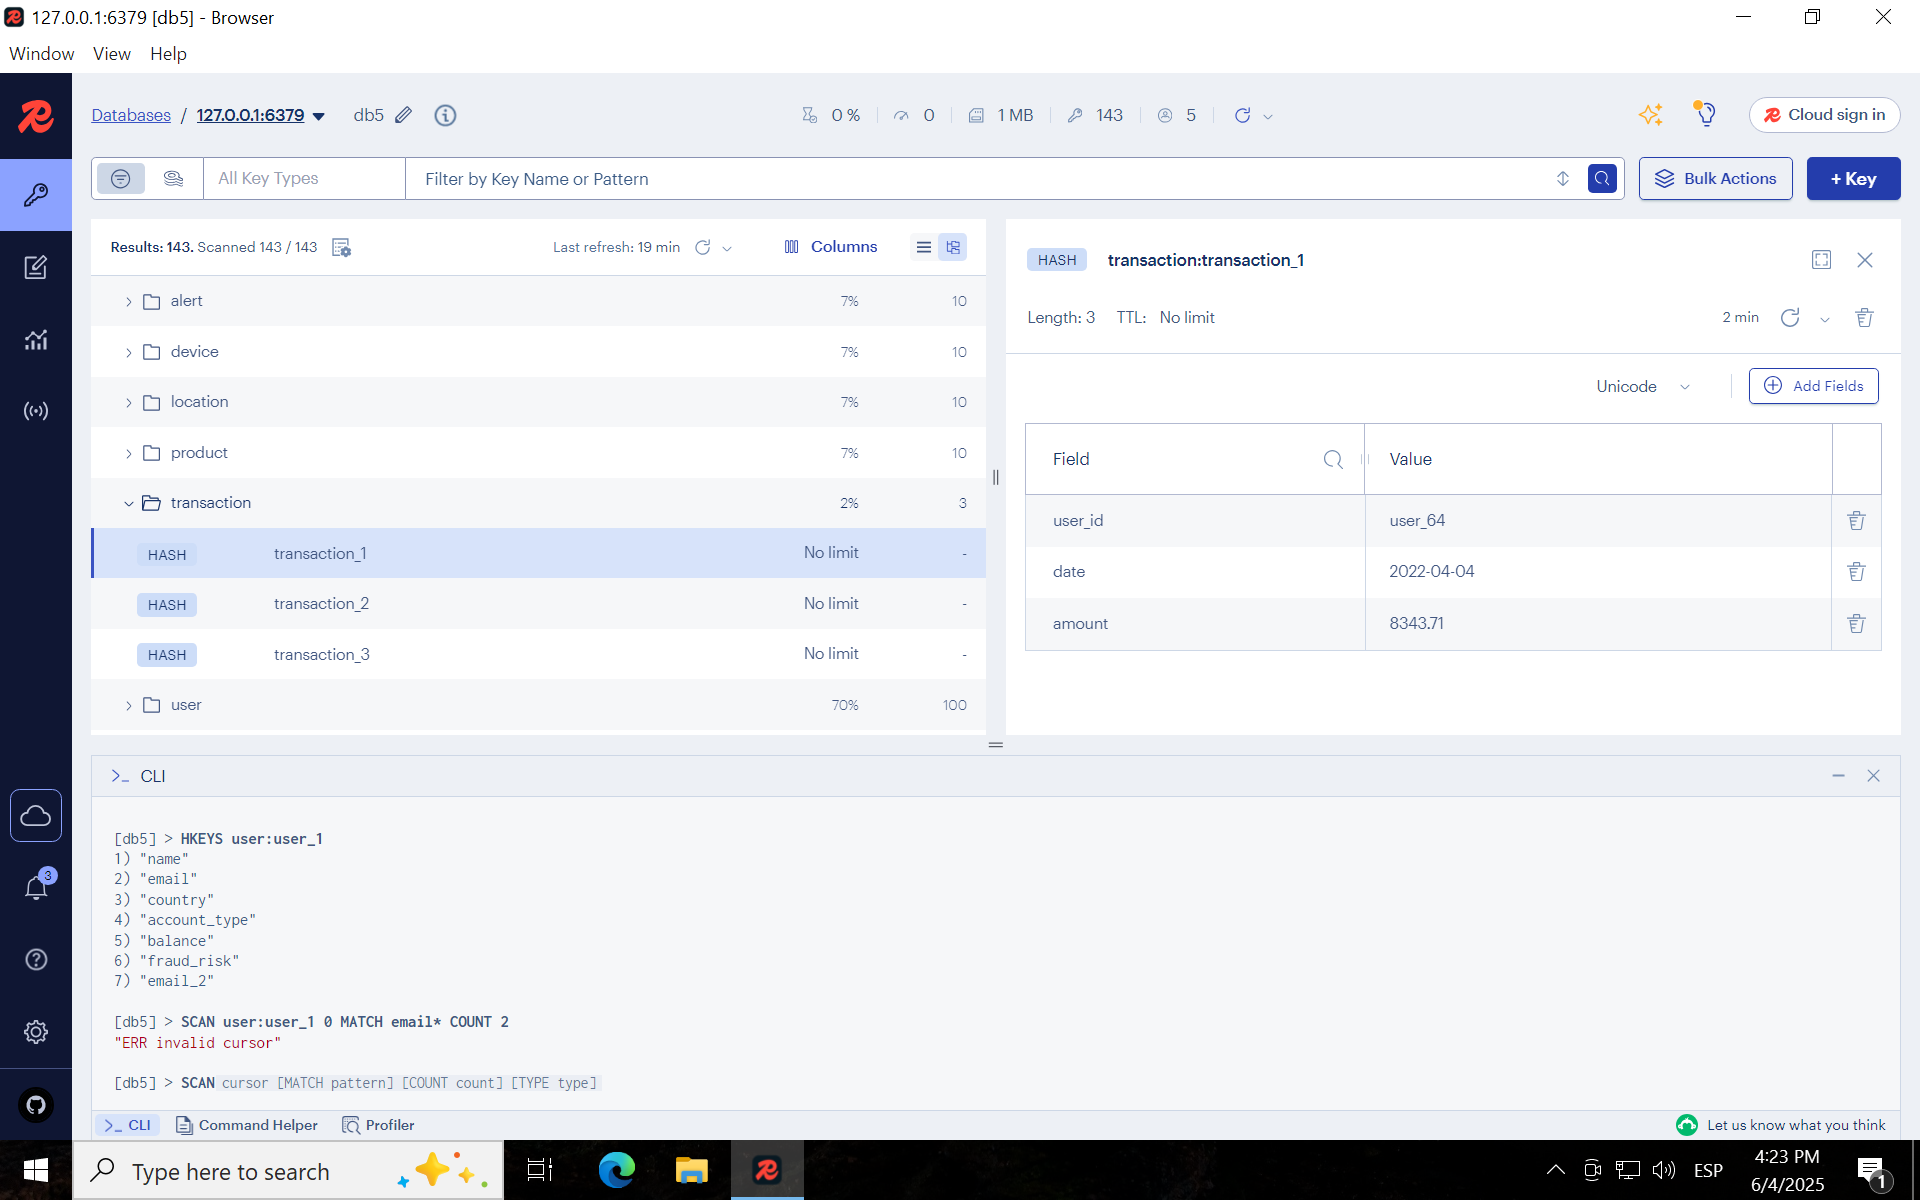 127.0.0.1:6379 [db5] - Browser
Window View Help
Databases / 127.0.0.1:6379 db5 0 % 0 1 MB 143 5 Cloud sign in
All Key Types Filter by Key Name or Pattern Bulk Actions + Key
Results: 143. Scanned 143 / 143 Last refresh: 19 min Columns
alert 7% 10
device 7% 10
location 7% 10
product 7% 10
transaction 2% 3
HASH transaction_1 No limit -
HASH transaction_2 No limit -
HASH transaction_3 No limit -
user 70% 100
HASH transaction:transaction_1
Length: 3 TTL: No limit 2 min
Unicode Add Fields
Field Value
user_id user_64
date 2022-04-04
amount 8343.71
>_ CLI
[db5] > HKEYS user:user_1
1) "name"
2) "email"
3) "country"
4) "account_type"
5) "balance"
6) "fraud_risk"
7) "email_2"
[db5] > SCAN user:user_1 0 MATCH email* COUNT 2
"ERR invalid cursor"
[db5] > SCAN cursor [MATCH pattern] [COUNT count] [TYPE type]
3
>_ CLI Command Helper Profiler Let us know what you think
Type here to search ESP 4:23 PM
6/4/2025 1